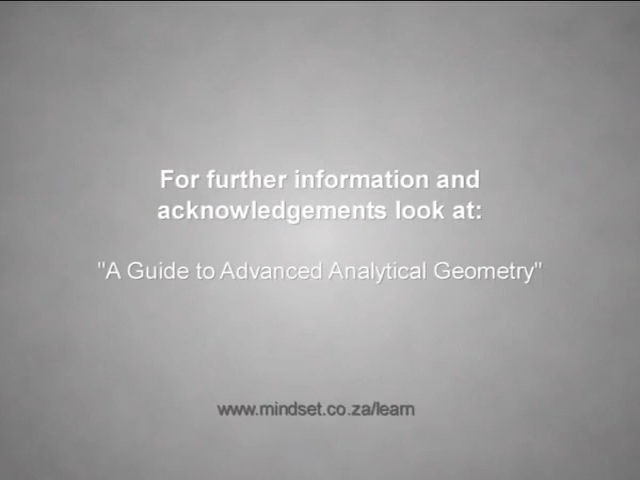 For further information and
acknowledgements look at:
"A Guide to Advanced Analytical Geometry"
www.mindset.co.za/learn